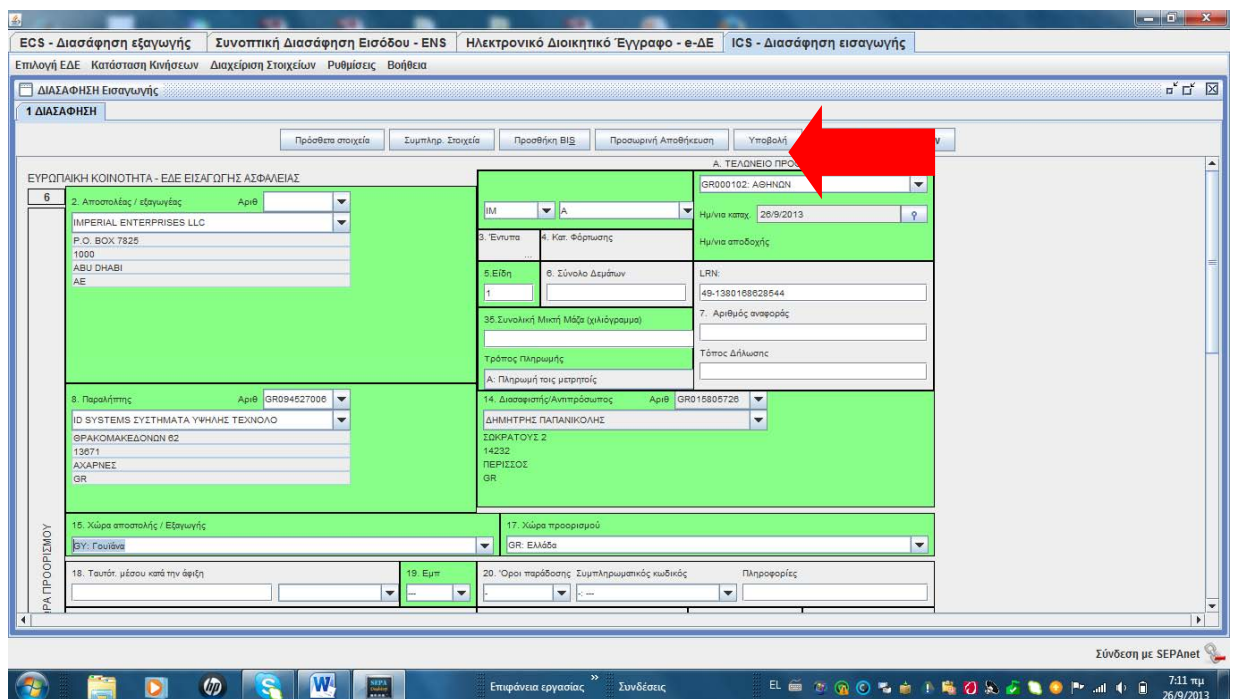 ECS - Διασάφηση εξαγωγής Συνοπτική Διασάφηση Εισόδου - ENS Ηλεκτρονικό Διοικητικό Έγγραφο - e-ΔΕ ICS - Διασάφηση εισαγωγής
Επιλογή ΕΔΕ Κατάσταση Κινήσεων Διαχείριση Στοιχείων Ρυθμίσεις Βοήθεια
ΔΙΑΣΑΦΗΣΗ Εισαγωγής
1 ΔΙΑΣΑΦΗΣΗ
Πρόσθετα στοιχεία Συμπληρ. Στοιχεία Προσθήκη BIS Προσωρινή Αποθήκευση Υποβολή
Α. ΤΕΛΩΝΕΙΟ
ΕΥΡΩΠΑΙΚΗ ΚΟΙΝΟΤΗΤΑ - ΕΔΕ ΕΙΣΑΓΩΓΗΣ ΑΣΦΑΛΕΙΑΣ
GR000102: ΑΘΗΝΩΝ
6 2. Αποστολέας / εξαγωγέας Αριθ
IMPERIAL ENTERPRISES LLC
IM A
Ημ/νια καταχ. 26/9/2013
P.O. BOX 7825
1000
ABU DHABI
AE
3. Έντυπα 4. Κατ. Φόρτωσης
...
Ημ/νια αποδοχής
5.Είδη 6. Σύνολο Δεμάτων LRN:
1 49-1380168628544
35.Συνολική Μικτή Μάζα (χιλιόγραμμα) 7. Αριθμός αναφοράς
Τρόπος Πληρωμής Τόπος Δήλωσης
Α: Πληρωμή τοις μετρητοίς
8. Παραλήπτης Αριθ GR094527006
14. Διασαφιστής/Αντιπρόσωπος Αριθ GR015805726
ID SYSTEMS ΣΥΣΤΗΜΑΤΑ ΥΨΗΛΗΣ ΤΕΧΝΟΛΟ
ΔΗΜΗΤΡΗΣ ΠΑΠΑΝΙΚΟΛΗΣ
ΘΡΑΚΟΜΑΚΕΔΟΝΩΝ 62
13671
ΑΧΑΡΝΕΣ
GR
ΣΩΚΡΑΤΟΥΣ 2
14232
ΠΕΡΙΣΣΟΣ
GR
15. Χώρα αποστολής / Εξαγωγής 17. Χώρα προορισμού
GY: Γουϊάνα GR: Ελλάδα
18. Ταυτότ. μέσου κατά την άφιξη 19. Εμπ 20. Όροι παράδοσης Συμπληρωματικός κωδικός Πληροφορίες
--- - -: ---
ΡΑ ΠΡΟΟΡΙΣΜΟΥ
Σύνδεση με SEPAnet
Επιφάνεια εργασίας » Συνδέσεις EL 7:11 πμ
26/9/2013